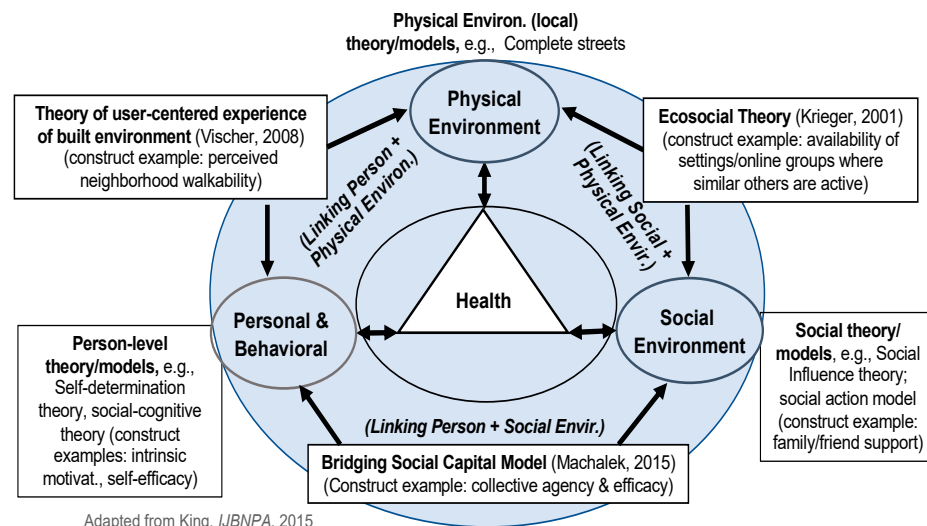 Physical Environ. (local)
theory/models, e.g., Complete streets
Physical
Environment
Theory of user-centered experience
of built environment (Vischer, 2008)
(construct example: perceived
neighborhood walkability)
Ecosocial Theory (Krieger, 2001)
(construct example: availability of
settings/online groups where
similar others are active)
(Linking Person +
Physical Environ.)
(Linking Social +
Physical Envir.)
Health
Personal &
Behavioral
Social
Environment
Person-level
theory/models, e.g.,
Self-determination
theory, social-cognitive
theory (construct
examples: intrinsic
motivat., self-efficacy)
Social theory/
models, e.g., Social
Influence theory;
social action model
(construct example:
family/friend support)
(Linking Person + Social Envir.)
Bridging Social Capital Model (Machalek, 2015)
(Construct example: collective agency & efficacy)
Adapted from King, IJBNPA, 2015